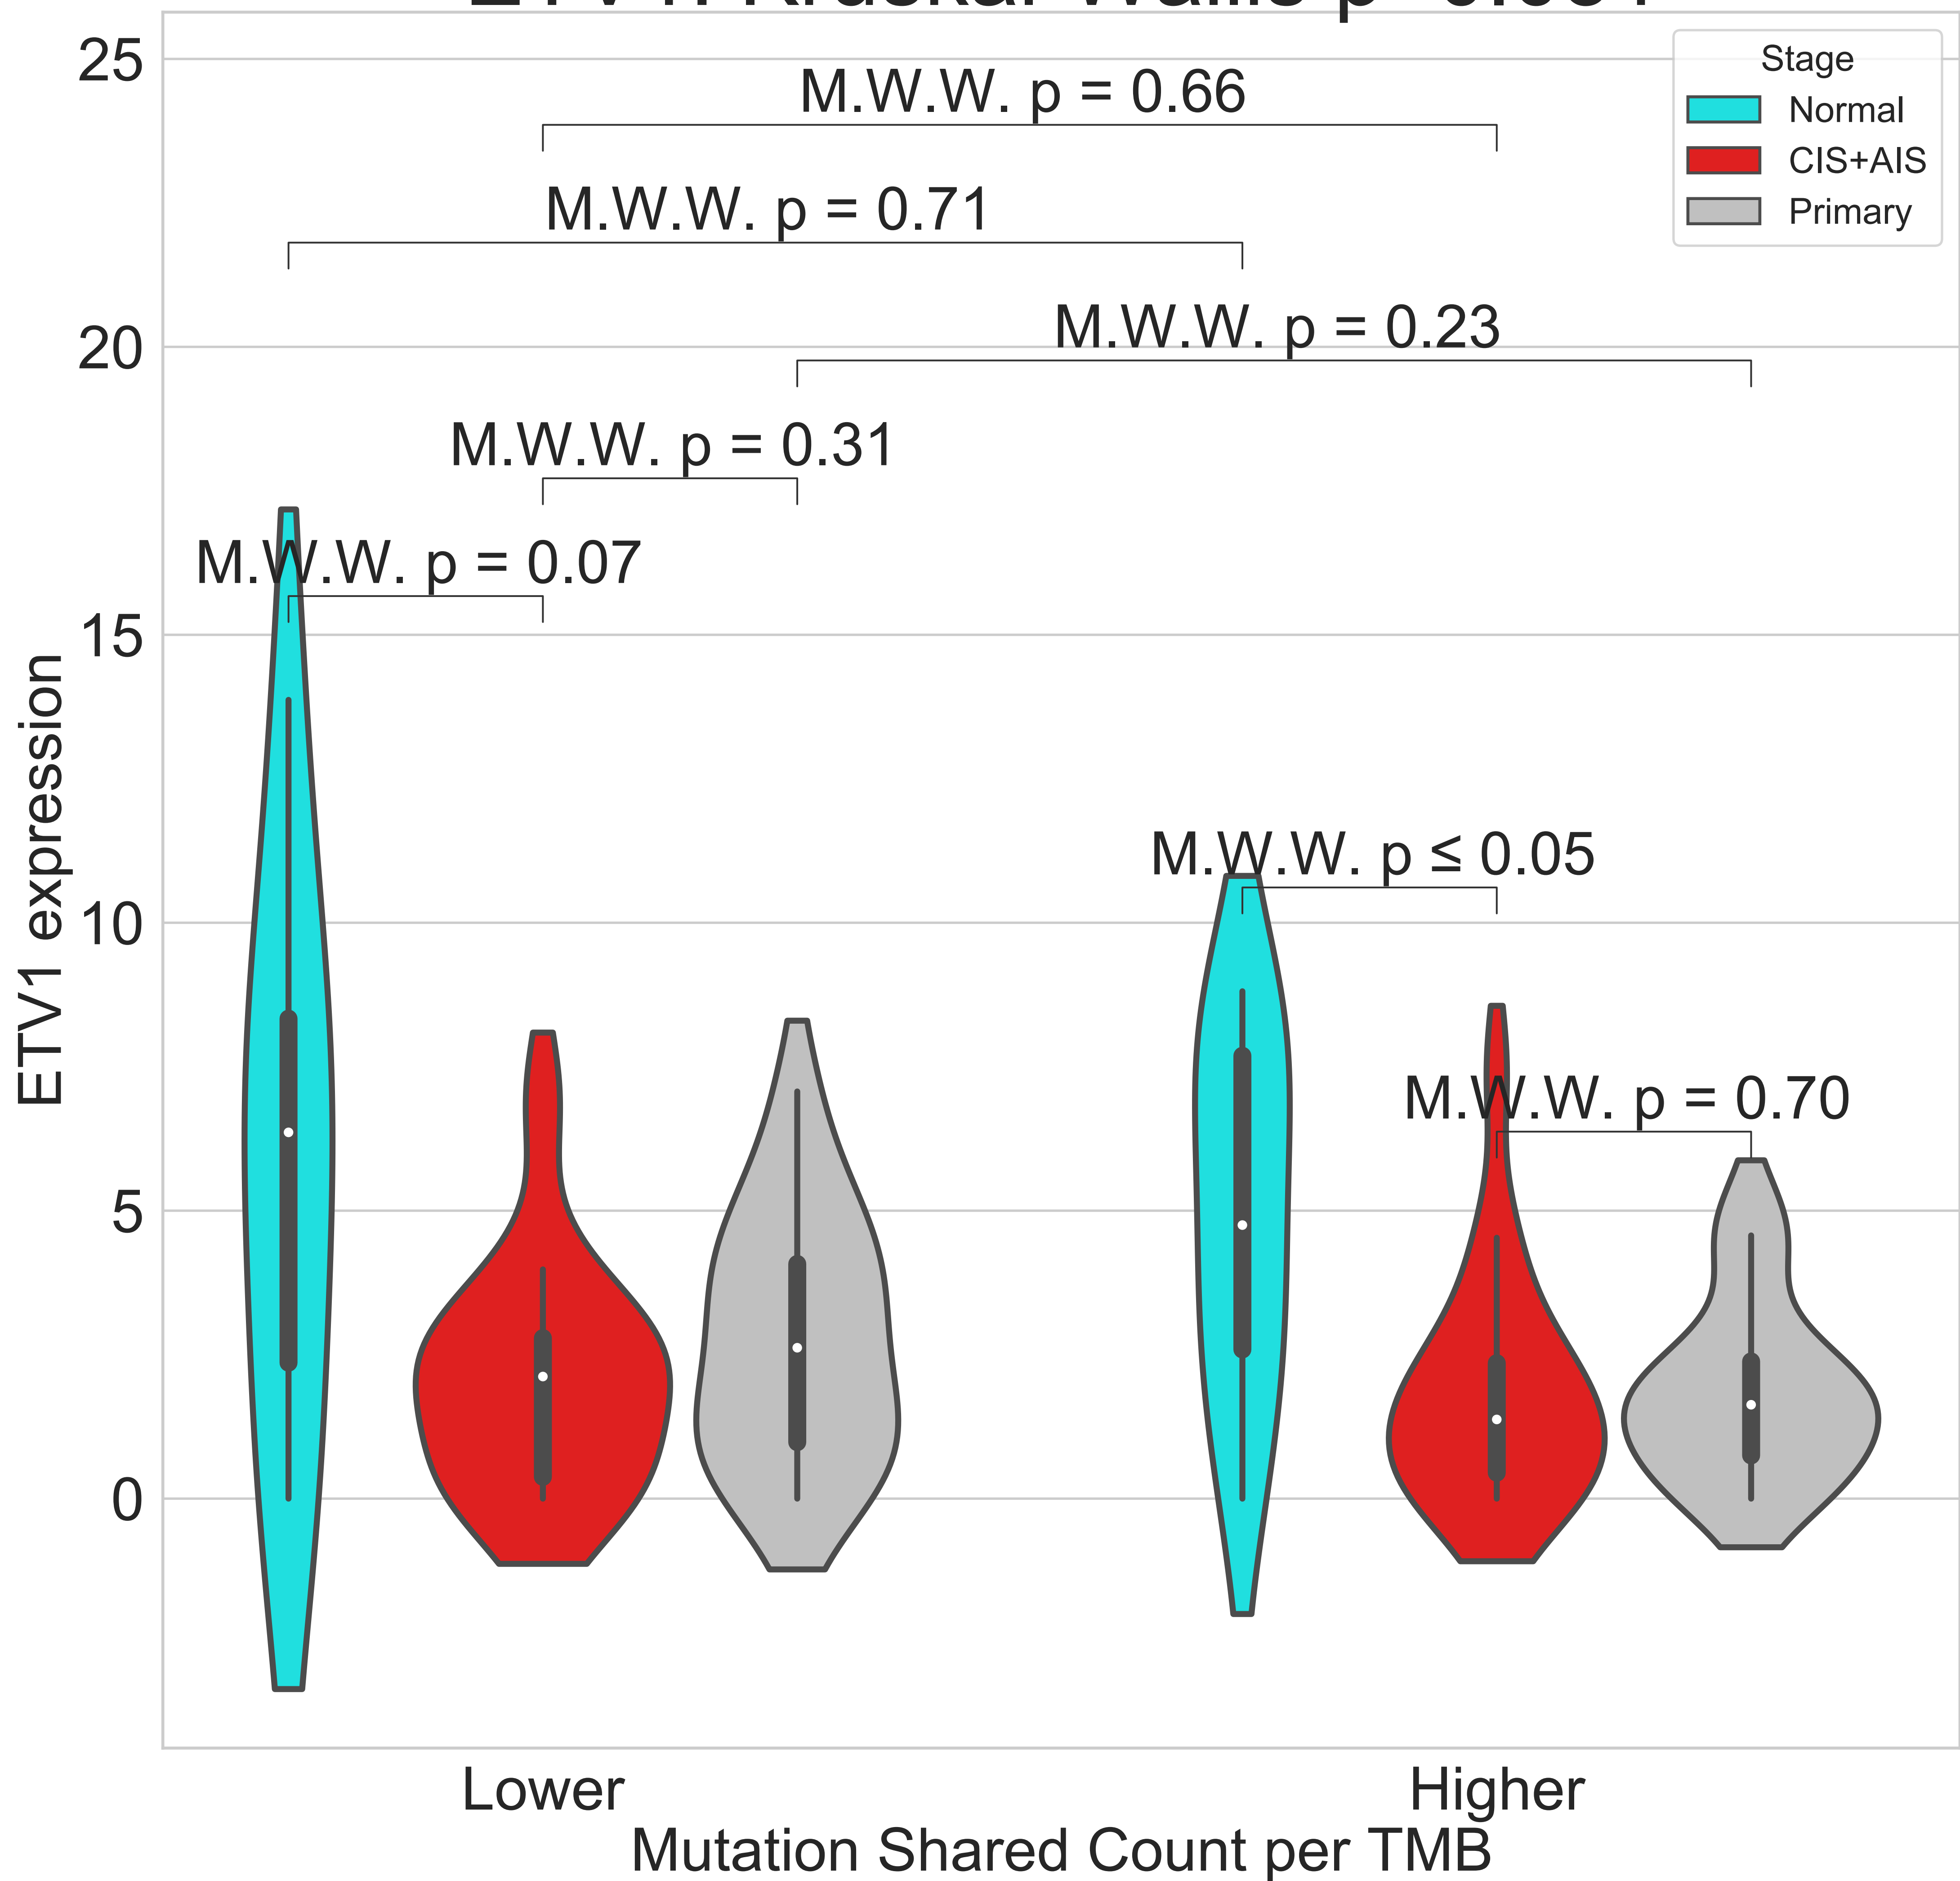 25
Stage
Normal
CIS+AIS
Primary
M.W.W. p = 0.66
M.W.W. p = 0.71
20
M.W.W. p = 0.23
M.W.W. p = 0.31
M.W.W. p = 0.07
15
ETV1 expression
M.W.W. p ≤ 0.05
10
M.W.W. p = 0.70
5
0
Lower
Higher
Mutation Shared Count per TMB